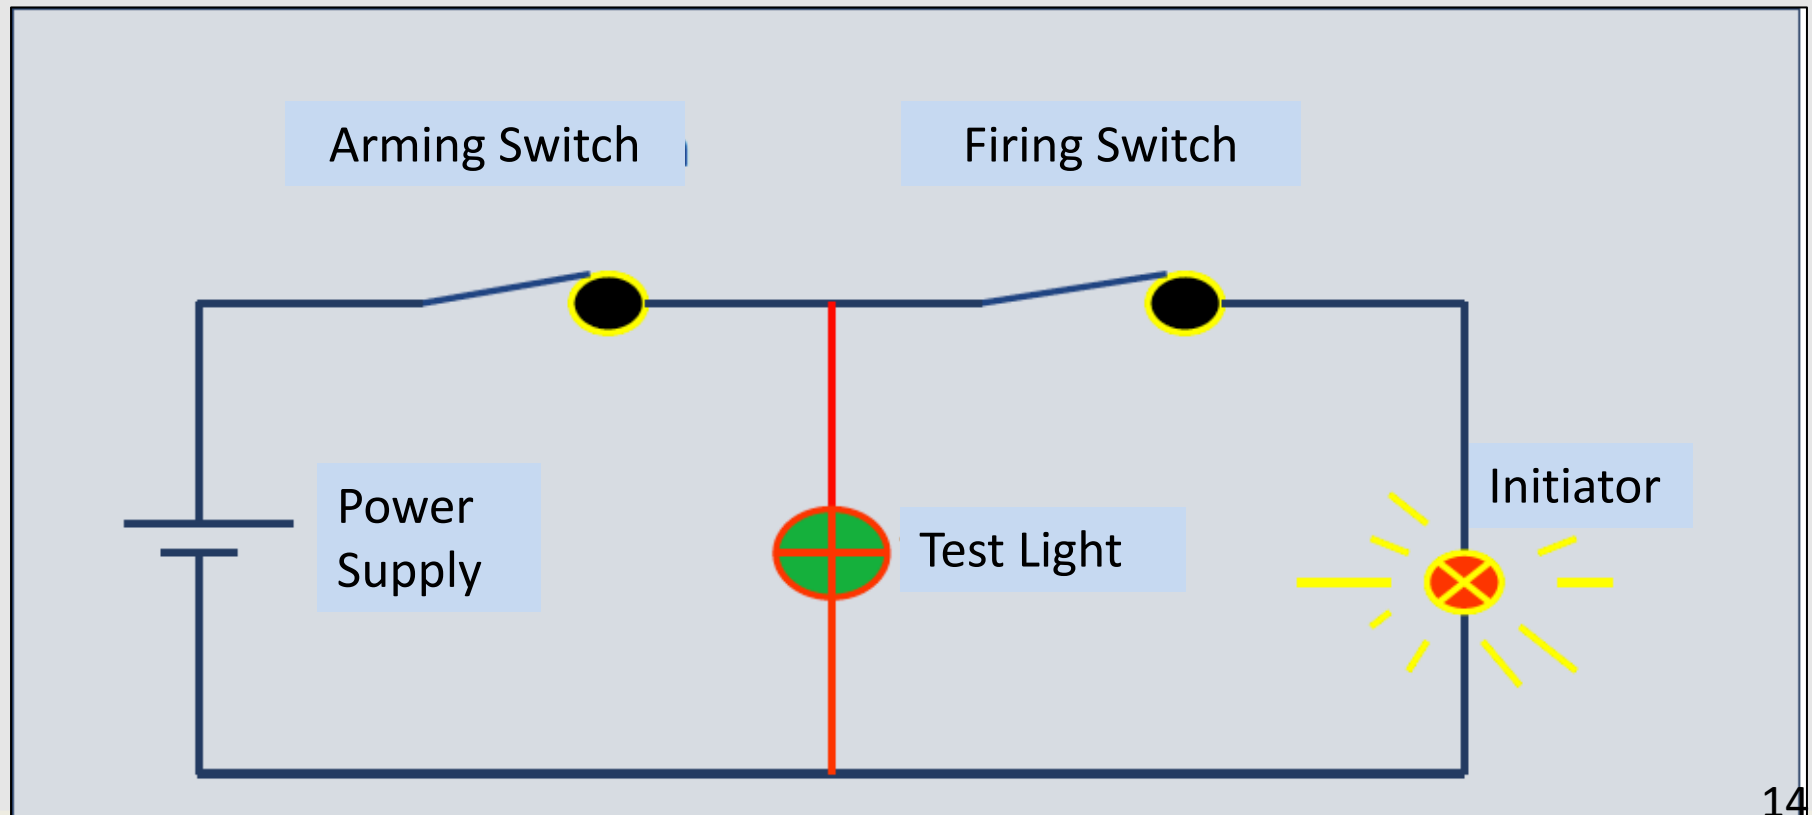 Arming Switch
Firing Switch
Power
Supply
Test Light
Initiator
14